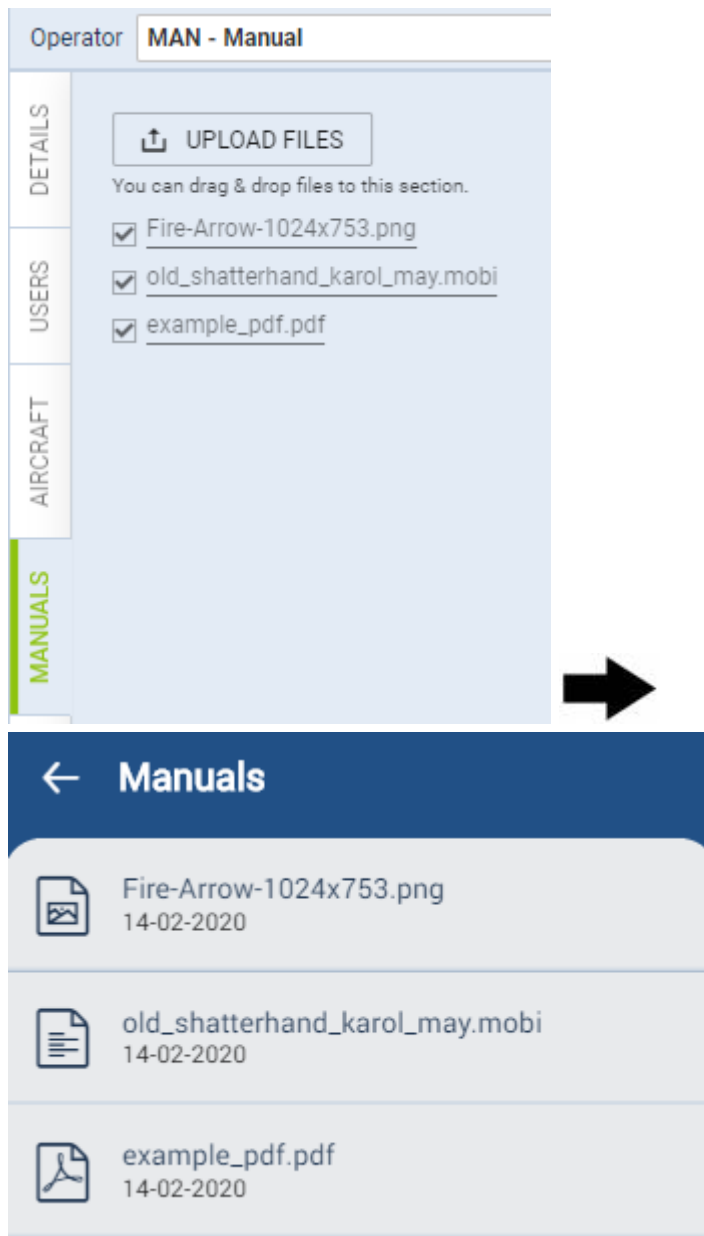 Operator MAN - Manual
DETAILS
USERS
AIRCRAFT
MANUALS
UPLOAD FILES
You can drag & drop files to this section.
Fire-Arrow-1024x753.png
old_shatterhand_karol_may.mobi
example_pdf.pdf
Manuals
Fire-Arrow-1024x753.png
14-02-2020
old_shatterhand_karol_may.mobi
14-02-2020
example_pdf.pdf
14-02-2020